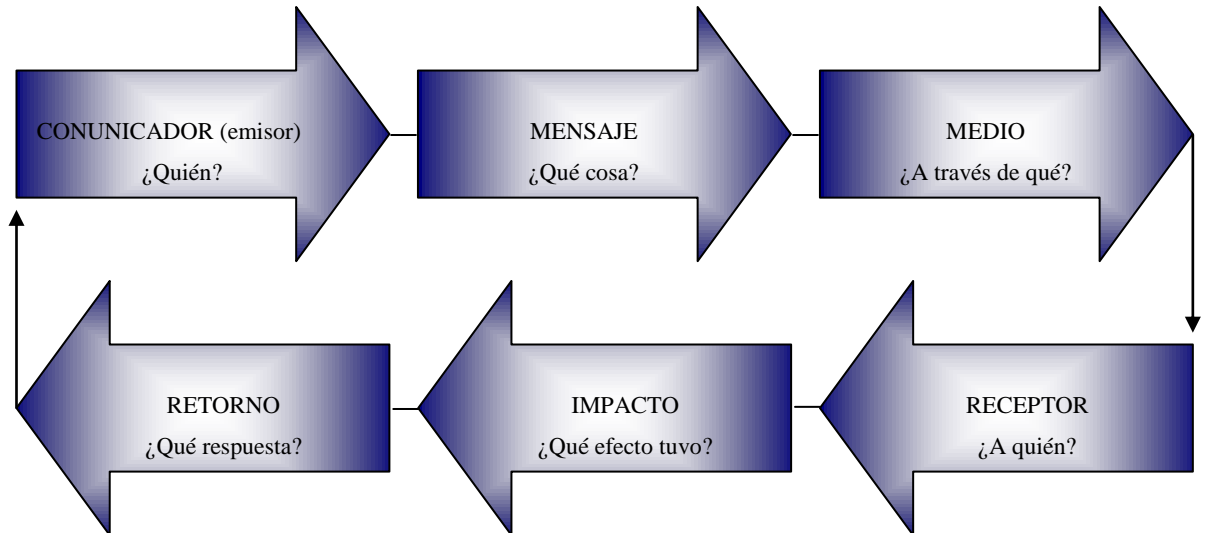 CONUNICADOR (emisor)
¿Quién?
MENSAJE
¿Qué cosa?
MEDIO
¿A través de qué?
RECEPTOR
¿A quién?
IMPACTO
¿Qué efecto tuvo?
RETORNO
¿Qué respuesta?